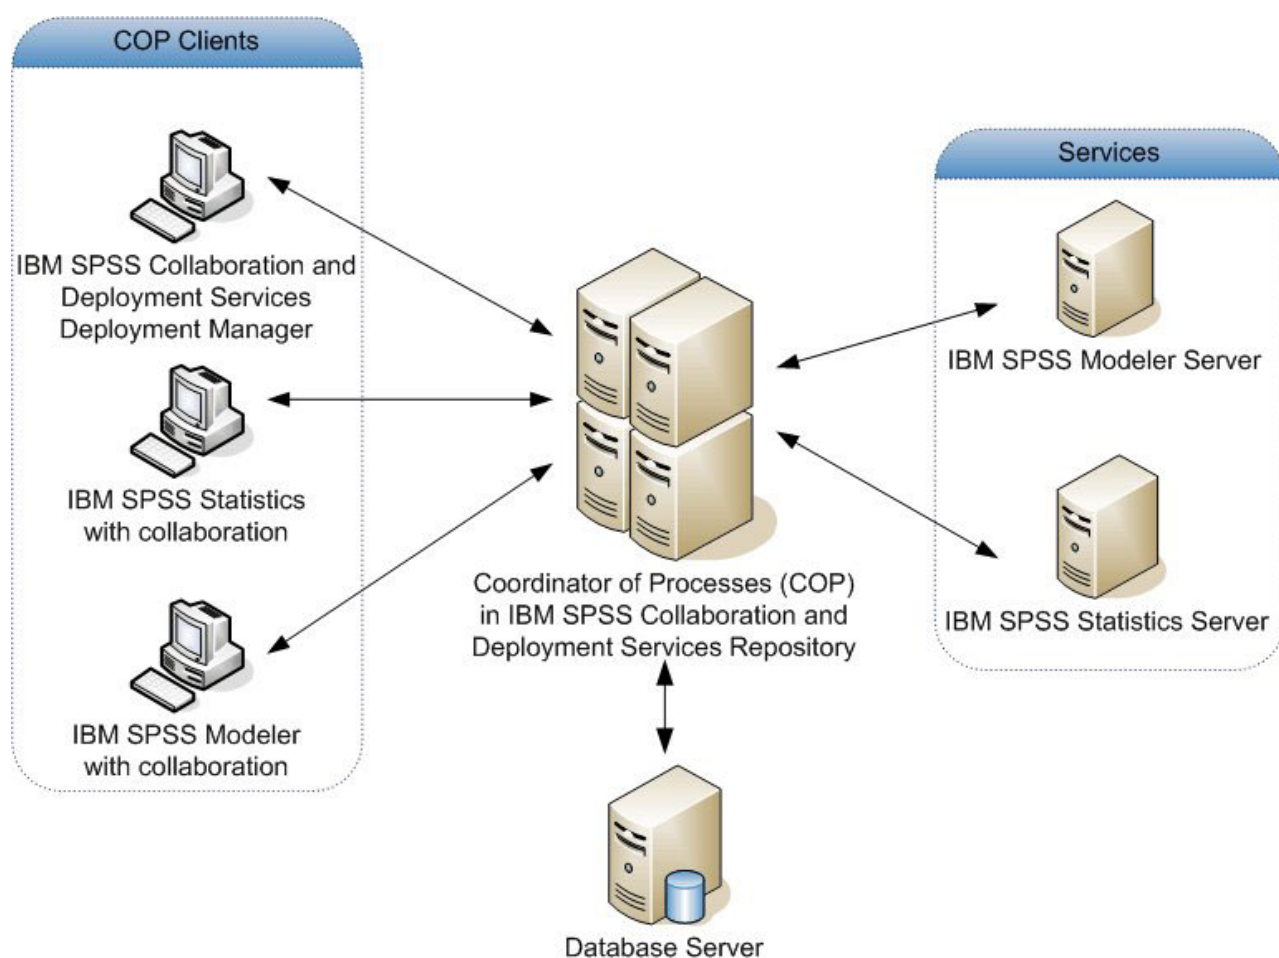 COP Clients
IBM SPSS Collaboration and
Deployment Services
Deployment Manager
IBM SPSS Statistics
with collaboration
IBM SPSS Modeler
with collaboration
Coordinator of Processes (COP)
in IBM SPSS Collaboration and
Deployment Services Repository
Database Server
Services
IBM SPSS Modeler Server
IBM SPSS Statistics Server